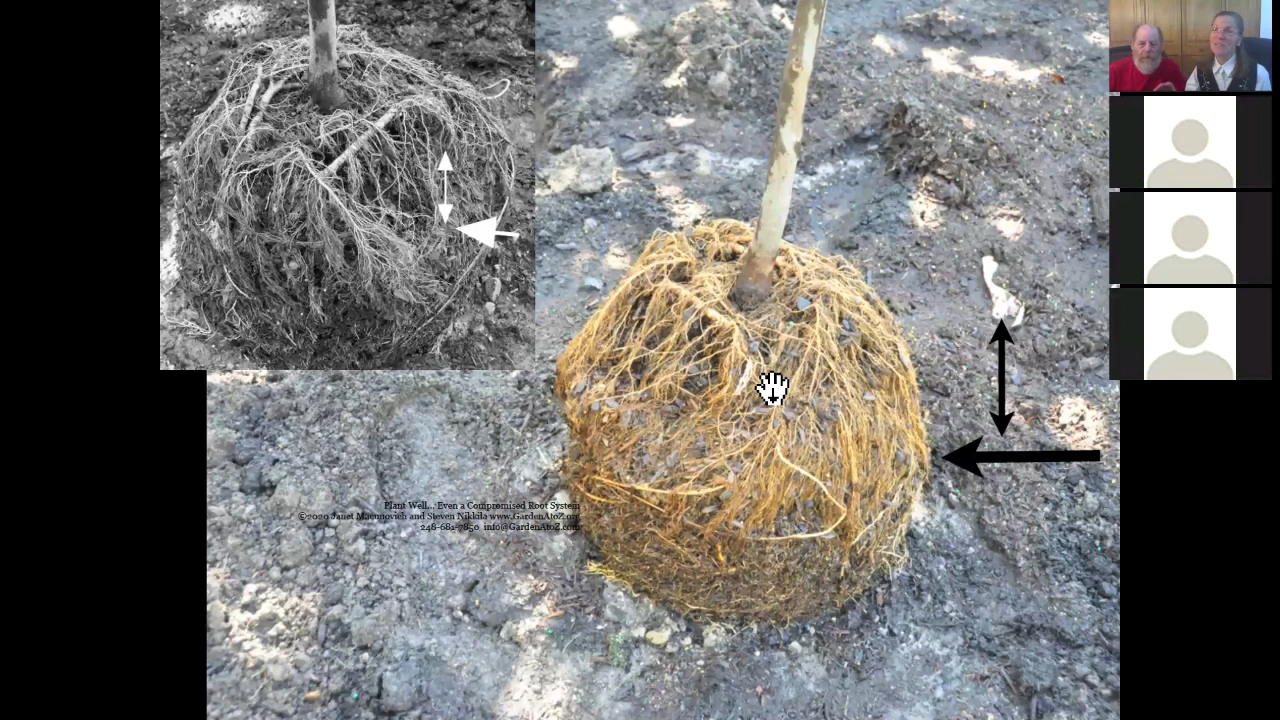 Plant Well... Even a Compromised Root System
©2020 Janet Macunovich and Steven Nikkila www.GardenAtoZ.org
248-681-7850 info@GardenAtoZ.com